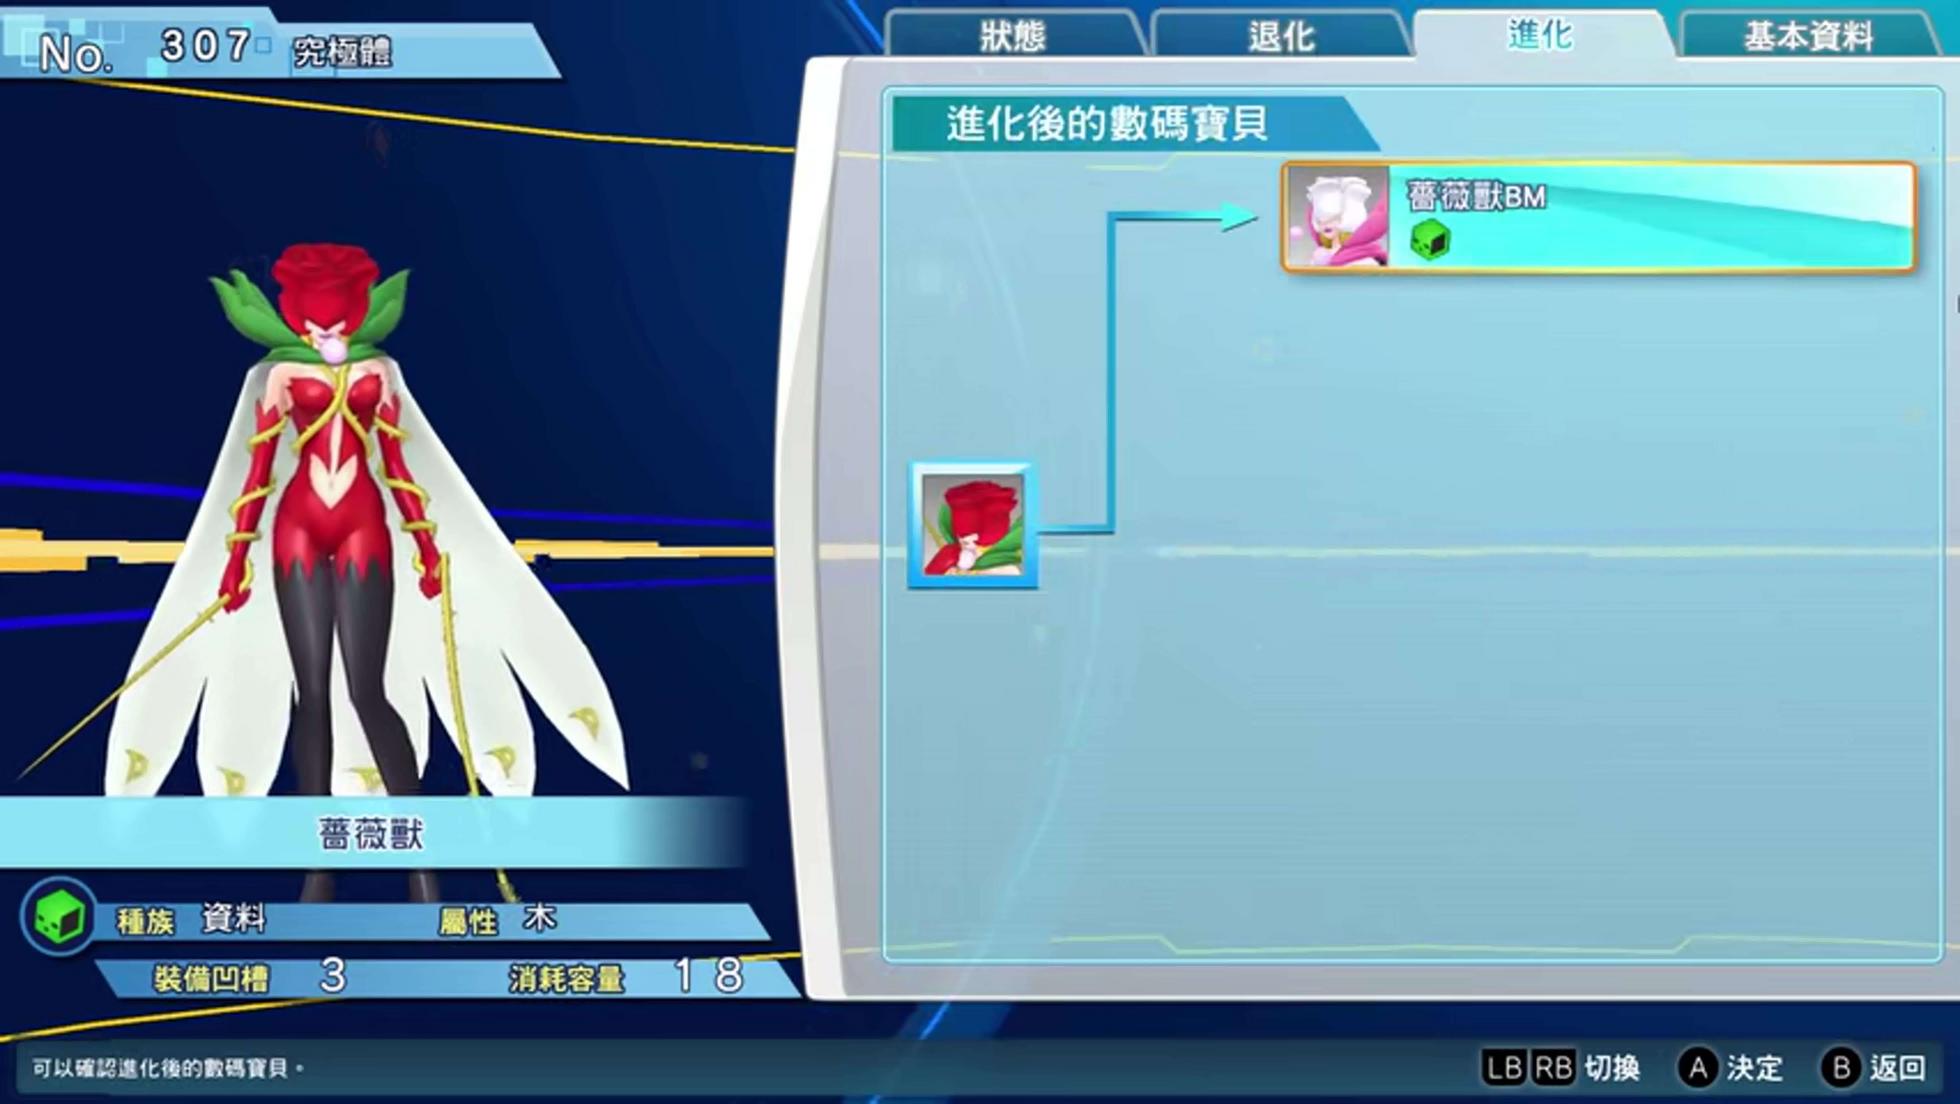 No. 307 究極體
狀態 退化 進化 基本資料
進化後的數碼寶貝
薔薇獸BM
薔薇獸
種族 資料 屬性 木
裝備凹槽 3 消耗容量 18
可以確認進化後的數碼寶貝。
LB RB 切換 A 決定 B 返回